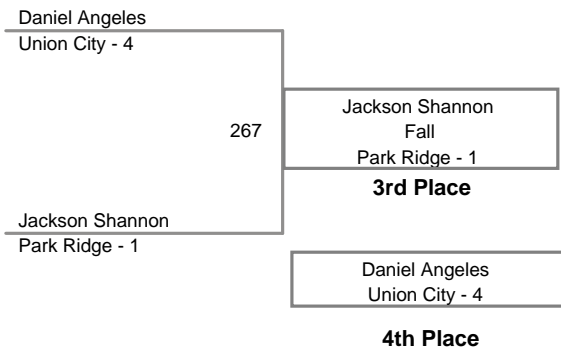 Daniel Angeles
Union City - 4
267
Jackson Shannon
Fall
Park Ridge - 1
3rd Place
Jackson Shannon
Park Ridge - 1
Daniel Angeles
Union City - 4
4th Place